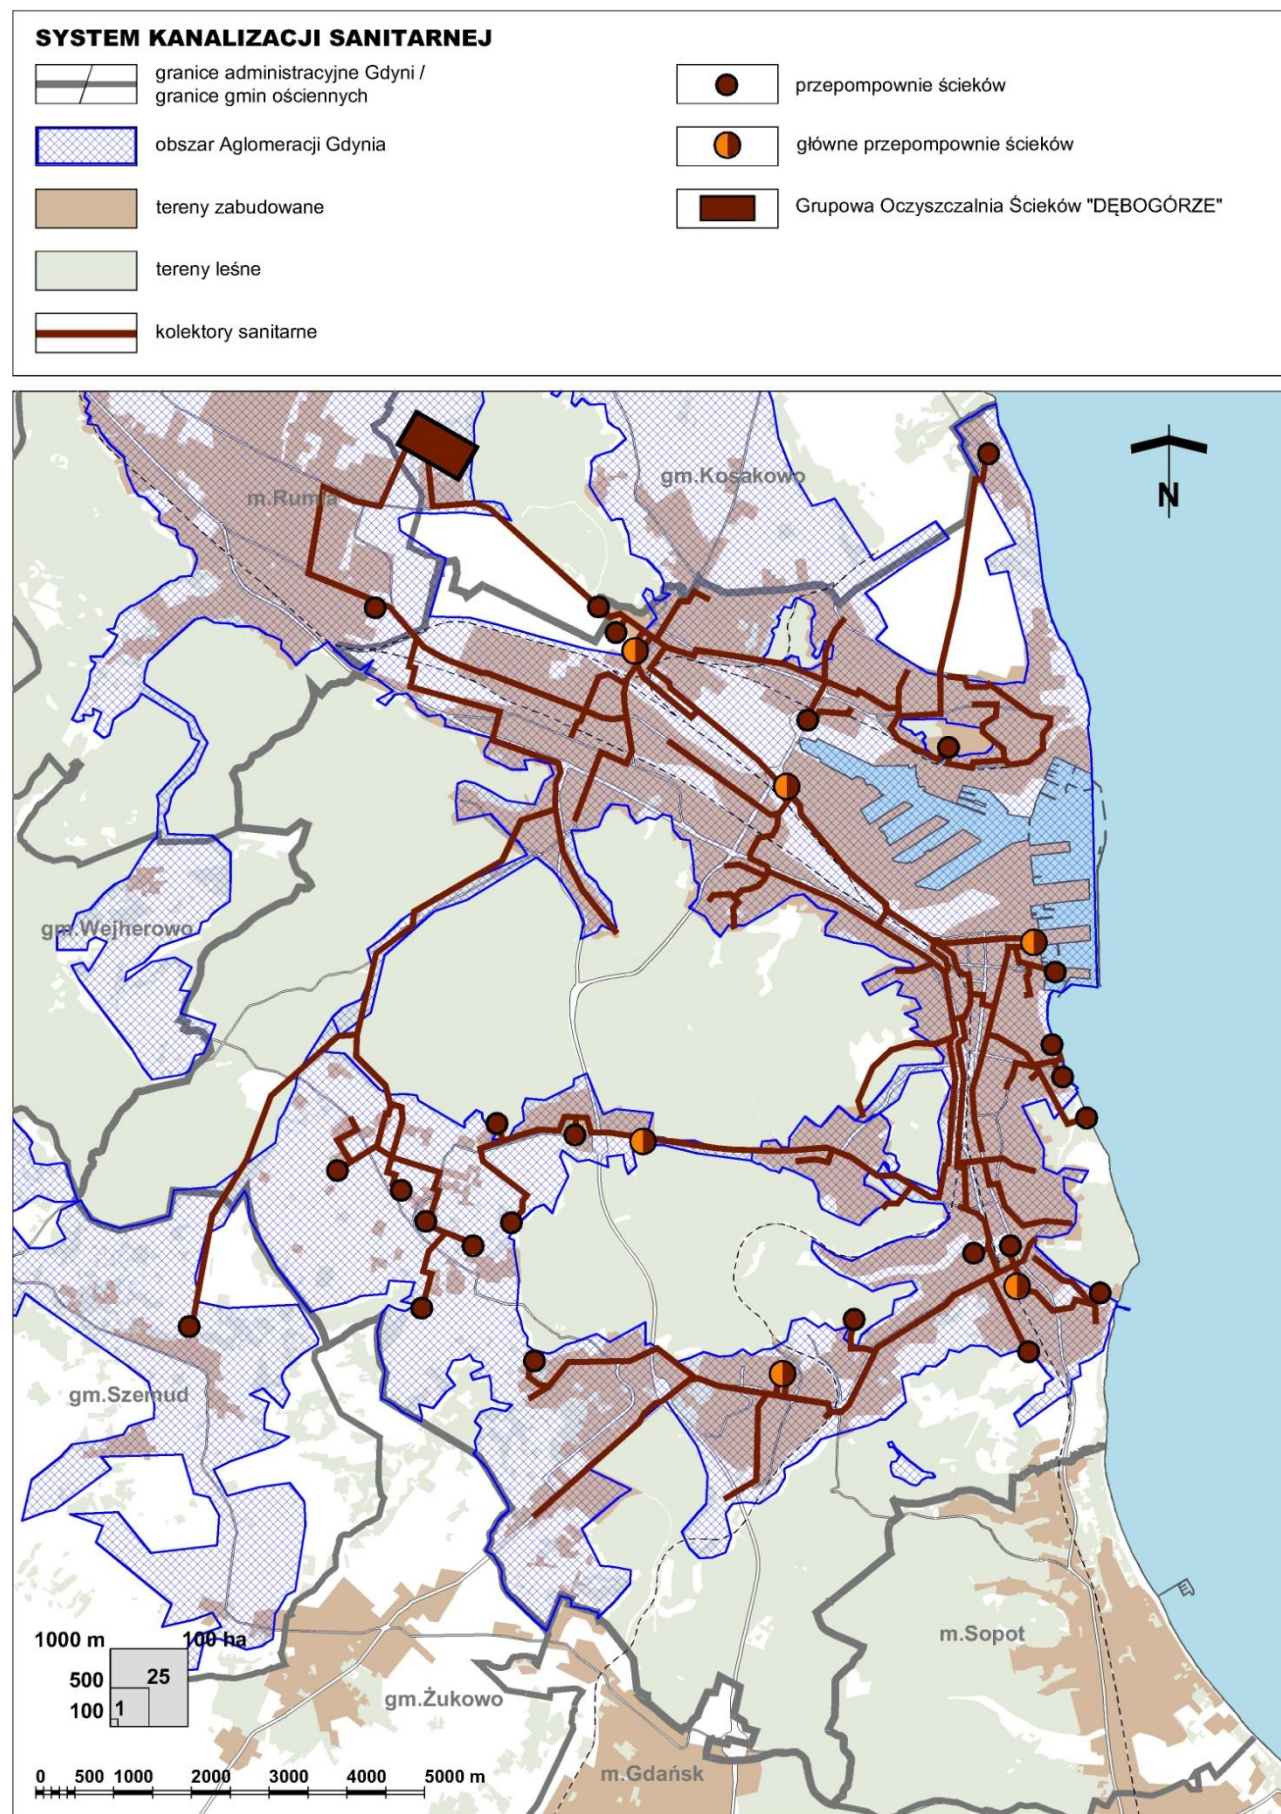 SYSTEM KANALIZACJI SANITARNEJ
granice administracyjne Gdyni /
granice gmin ościennych
obszar Aglomeracji Gdynia
tereny zabudowane
tereny leśne
kolektory sanitarne
przepompownie ścieków
główne przepompownie ścieków
Grupowa Oczyszczalnia Ścieków "DĘBOGÓRZE"
m.Rumia
gm.Kosakowo
N
gm.Wejherowo
gm.Szemud
m.Sopot
gm.Żukowo
m.Gdańsk
1000 m 100 ha
500 25
100 1
0 500 1000 2000 3000 4000 5000 m